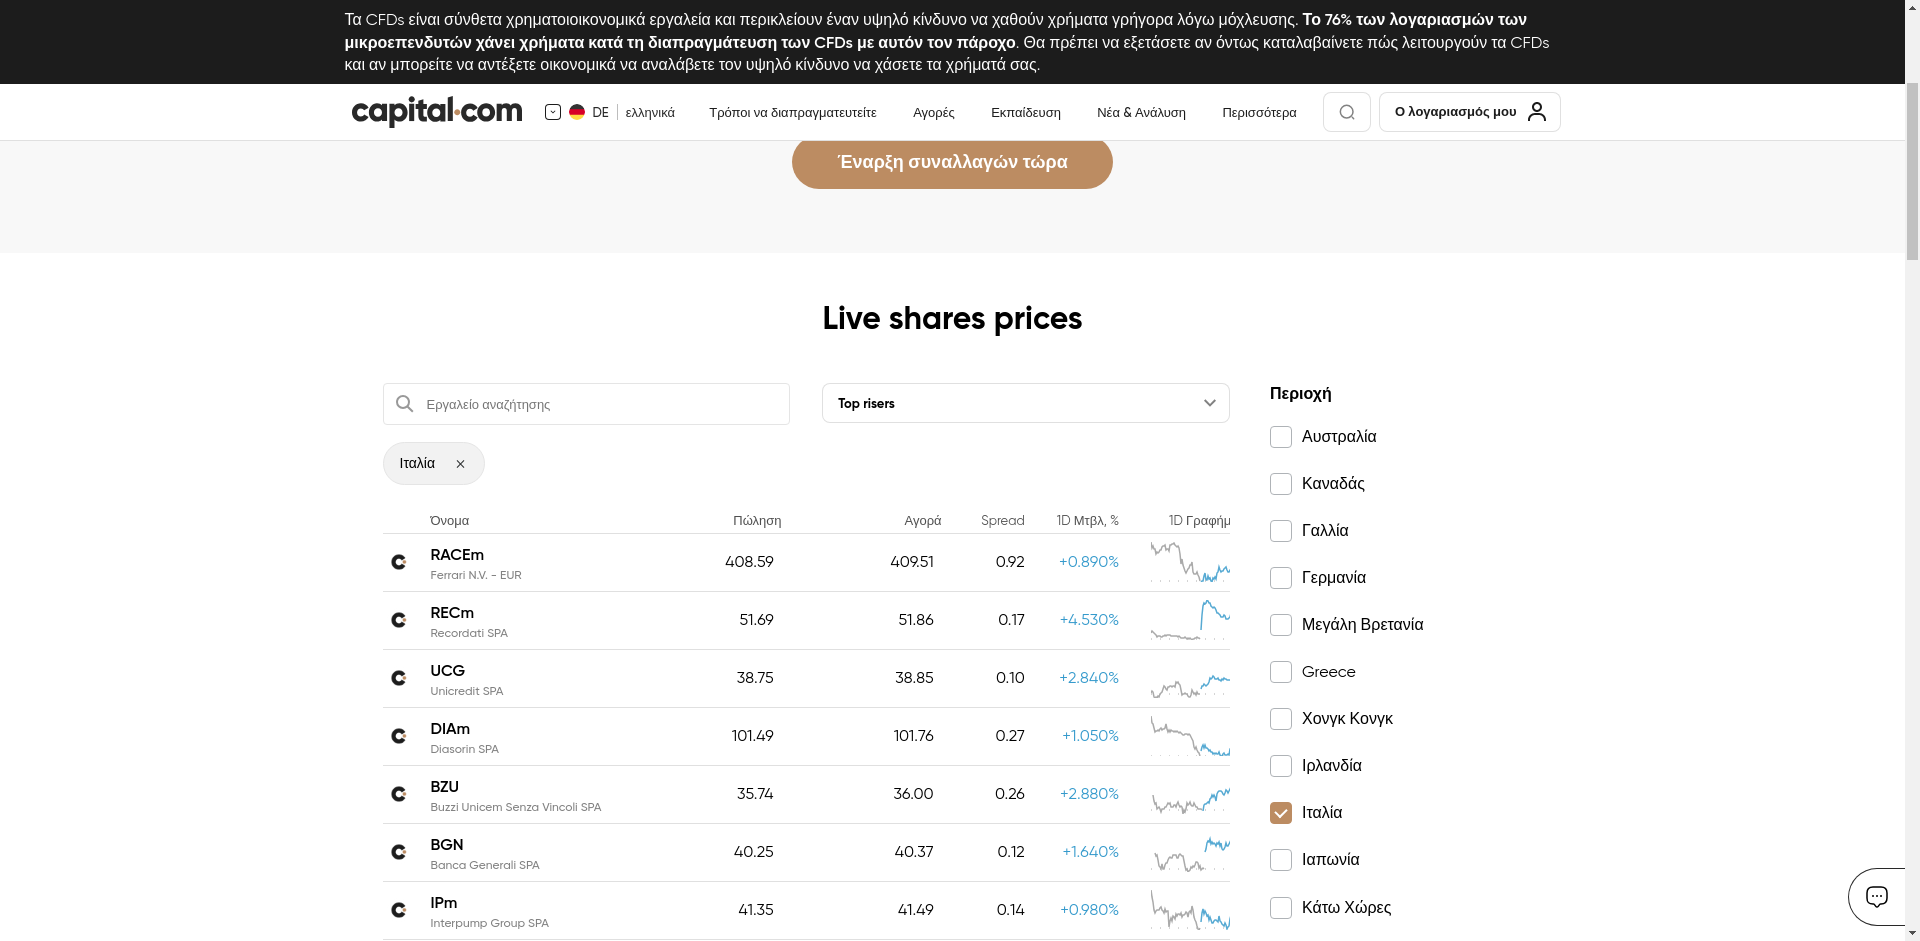 Τα CFDs είναι σύνθετα χρηματοιοικονομικά εργαλεία και περικλείουν έναν υψηλό κίνδυνο να χαθούν χρήματα γρήγορα λόγω μόχλευσης. Το 76% των λογαριασμών των
μικροεπενδυτών χάνει χρήματα κατά τη διαπραγμάτευση των CFDs με αυτόν τον πάροχο. Θα πρέπει να εξετάσετε αν όντως καταλαβαίνετε πώς λειτουργούν τα CFDs
και αν μπορείτε να αντέξετε οικονομικά να αναλάβετε τον υψηλό κίνδυνο να χάσετε τα χρήματά σας.
capital.com DE ελληνικά Τρόποι να διαπραγματευτείτε Αγορές Εκπαίδευση Νέα & Ανάλυση Περισσότερα Ο λογαριασμός μου
Έναρξη συναλλαγών τώρα
Live shares prices
Εργαλείο αναζήτησης Top risers
Ιταλία
Όνομα Πώληση Αγορά Spread 1D Μτβλ, % 1D Γραφήμ
RACEm 408.59 409.51 0.92 +0.890%
Ferrari N.V. - EUR
RECm 51.69 51.86 0.17 +4.530%
Recordati SPA
UCG 38.75 38.85 0.10 +2.840%
Unicredit SPA
DIAm 101.49 101.76 0.27 +1.050%
Diasorin SPA
BZU 35.74 36.00 0.26 +2.880%
Buzzi Unicem Senza Vincoli SPA
BGN 40.25 40.37 0.12 +1.640%
Banca Generali SPA
IPm 41.35 41.49 0.14 +0.980%
Interpump Group SPA
Περιοχή
Αυστραλία
Καναδάς
Γαλλία
Γερμανία
Μεγάλη Βρετανία
Greece
Χονγκ Κονγκ
Ιρλανδία
Ιταλία
Ιαπωνία
Κάτω Χώρες